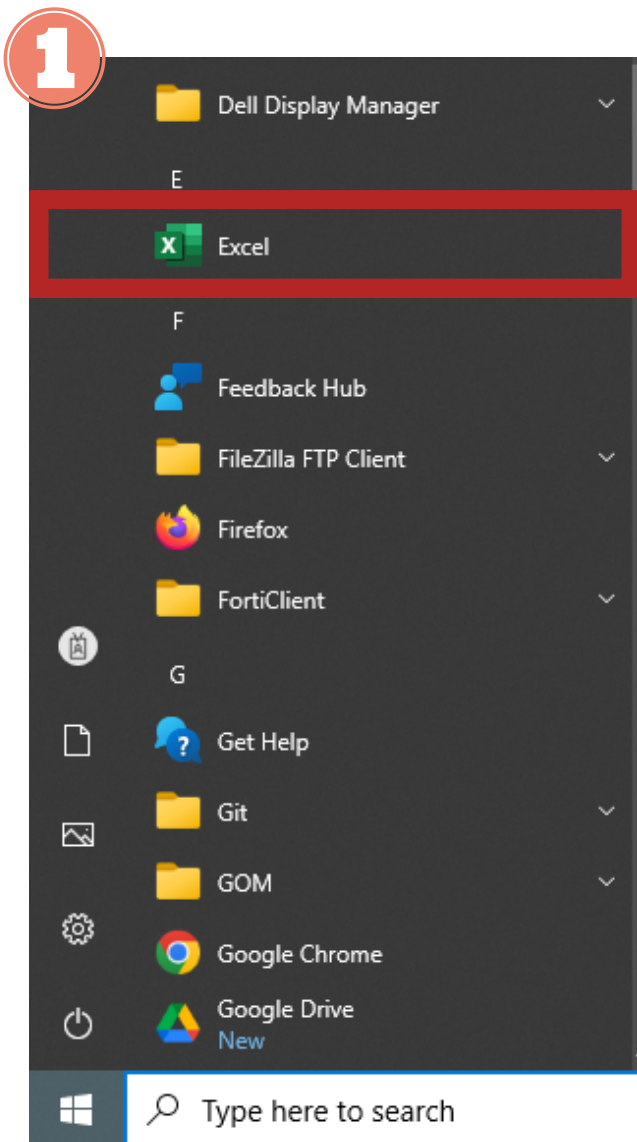 1
Dell Display Manager
E
Excel
F
Feedback Hub
FileZilla FTP Client
Firefox
FortiClient
G
Get Help
Git
GOM
Google Chrome
Google Drive
New
Type here to search